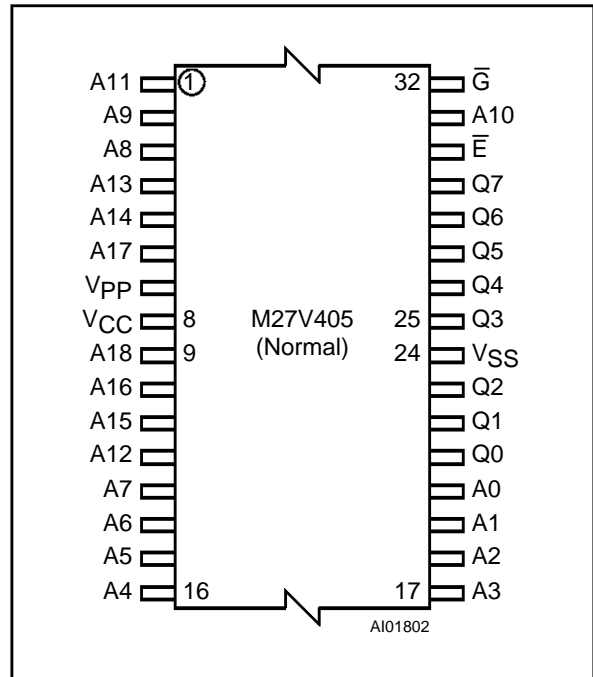 A11 1 32 G̅
A9 A10
A8 E̅
A13 Q7
A14 Q6
A17 Q5
VPP Q4
VCC 8 M27V405 25 Q3
A18 9 (Normal) 24 VSS
A16 Q2
A15 Q1
A12 Q0
A7 A0
A6 A1
A5 A2
A4 16 17 A3
AI01802